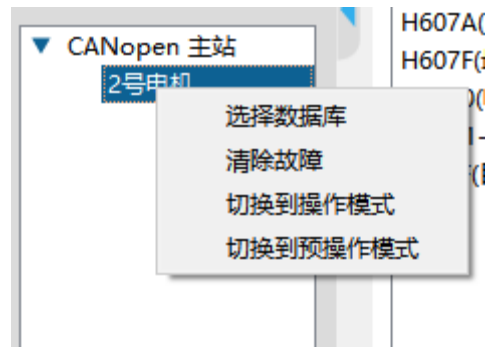 CANopen 主站
2号电机
选择数据库
清除故障
切换到操作模式
切换到预操作模式
H607A(
H607F(